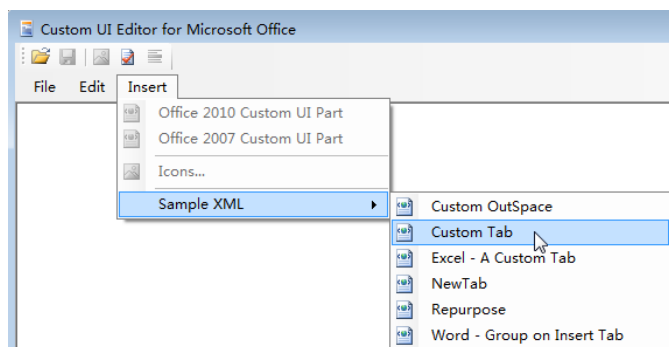 Custom UI Editor for Microsoft Office
File Edit Insert
Office 2010 Custom UI Part
Office 2007 Custom UI Part
Icons...
Sample XML
Custom OutSpace
Custom Tab
Excel - A Custom Tab
NewTab
Repurpose
Word - Group on Insert Tab